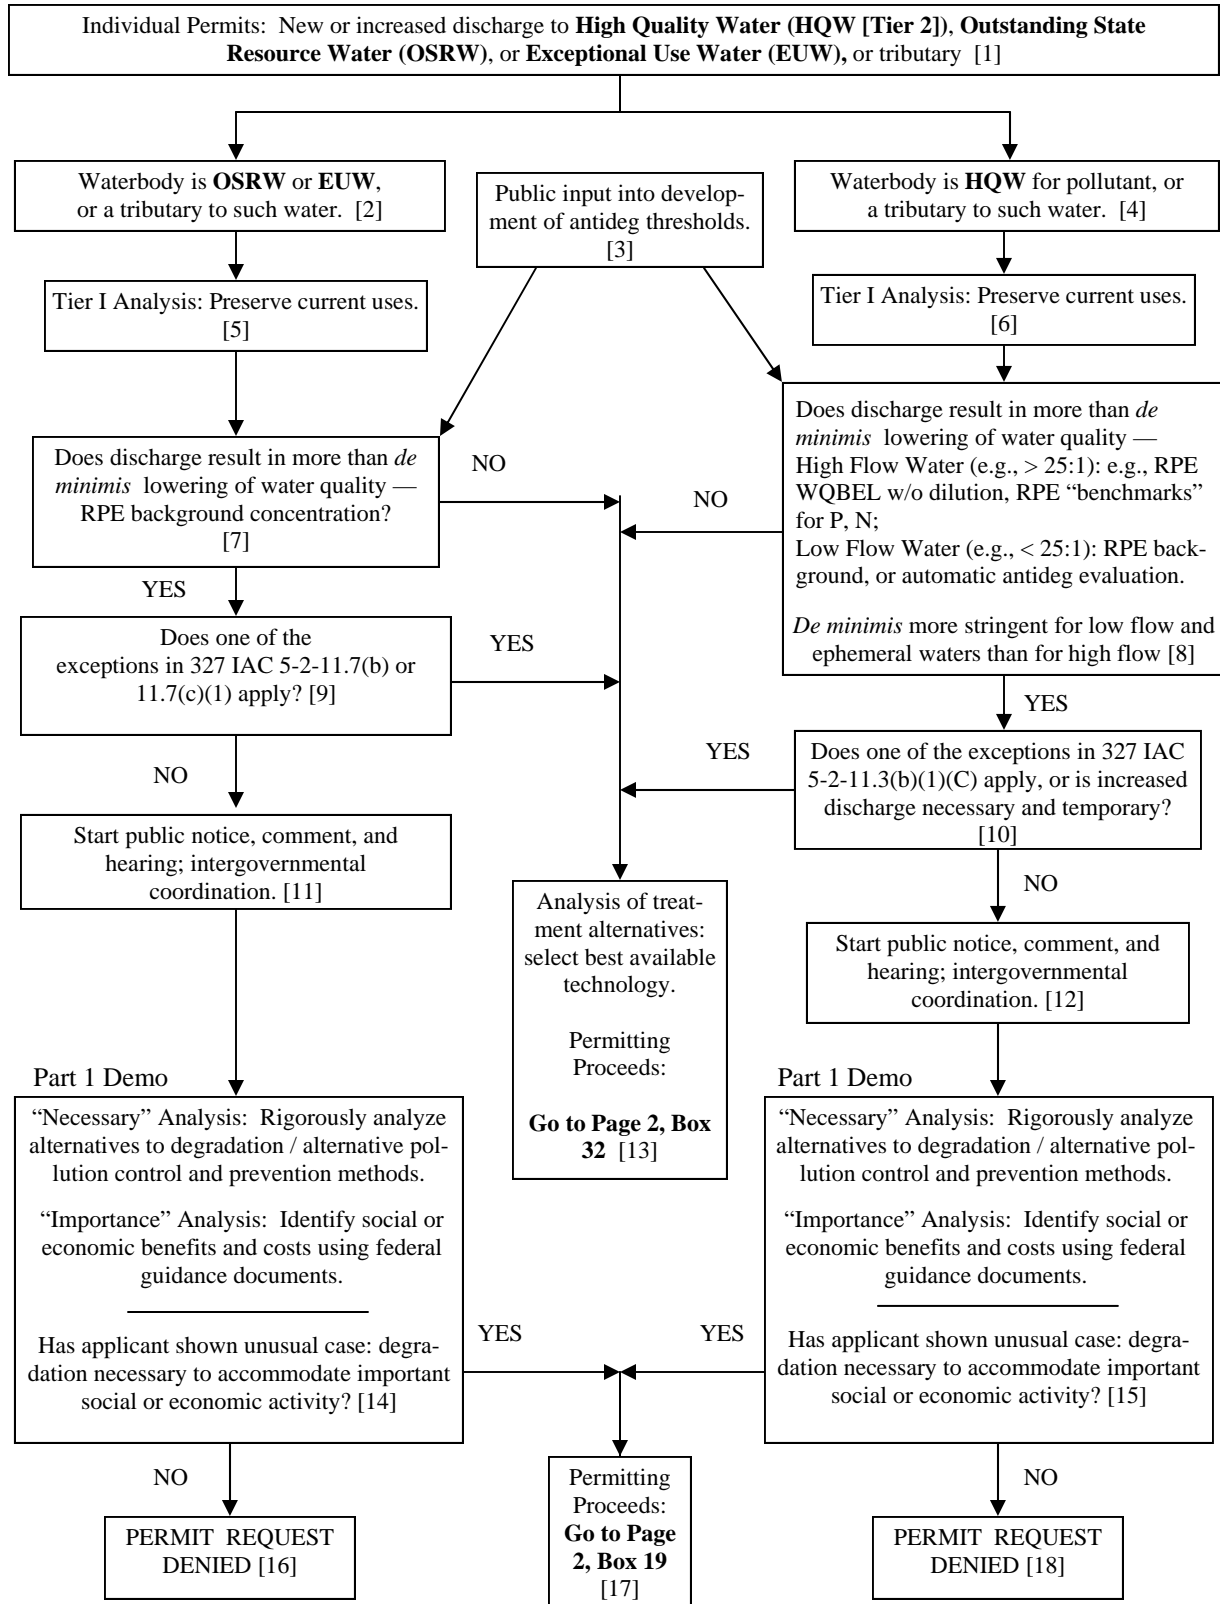 Individual Permits: New or increased discharge to High Quality Water (HQW [Tier 2]), Outstanding State
Resource Water (OSRW), or Exceptional Use Water (EUW), or tributary [1]
Waterbody is OSRW or EUW,
or a tributary to such water. [2]
Public input into develop-
ment of antideg thresholds.
[3]
Waterbody is HQW for pollutant, or
a tributary to such water. [4]
Tier I Analysis: Preserve current uses.
[5]
Tier I Analysis: Preserve current uses.
[6]
Does discharge result in more than de
minimis lowering of water quality —
RPE background concentration?
[7]
NO
YES
Does discharge result in more than de
minimis lowering of water quality —
High Flow Water (e.g., > 25:1): e.g., RPE
WQBEL w/o dilution, RPE “benchmarks”
for P, N;
Low Flow Water (e.g., < 25:1): RPE back-
ground, or automatic antideg evaluation.
De minimis more stringent for low flow and
ephemeral waters than for high flow [8]
NO
YES
Does one of the
exceptions in 327 IAC 5-2-11.7(b) or
11.7(c)(1) apply? [9]
YES
NO
Does one of the exceptions in 327 IAC
5-2-11.3(b)(1)(C) apply, or is increased
discharge necessary and temporary?
[10]
YES
NO
Start public notice, comment, and
hearing; intergovernmental
coordination. [11]
Start public notice, comment, and
hearing; intergovernmental
coordination. [12]
Analysis of treat-
ment alternatives:
select best available
technology.
Permitting
Proceeds:
Go to Page 2, Box
32 [13]
Part 1 Demo
“Necessary” Analysis: Rigorously analyze
alternatives to degradation / alternative pol-
lution control and prevention methods.
“Importance” Analysis: Identify social or
economic benefits and costs using federal
guidance documents.
Has applicant shown unusual case: degra-
dation necessary to accommodate important
social or economic activity? [14]
YES
NO
Part 1 Demo
“Necessary” Analysis: Rigorously analyze
alternatives to degradation / alternative pol-
lution control and prevention methods.
“Importance” Analysis: Identify social or
economic benefits and costs using federal
guidance documents.
Has applicant shown unusual case: degra-
dation necessary to accommodate important
social or economic activity? [15]
YES
NO
PERMIT REQUEST
DENIED [16]
Permitting
Proceeds:
Go to Page
2, Box 19
[17]
PERMIT REQUEST
DENIED [18]